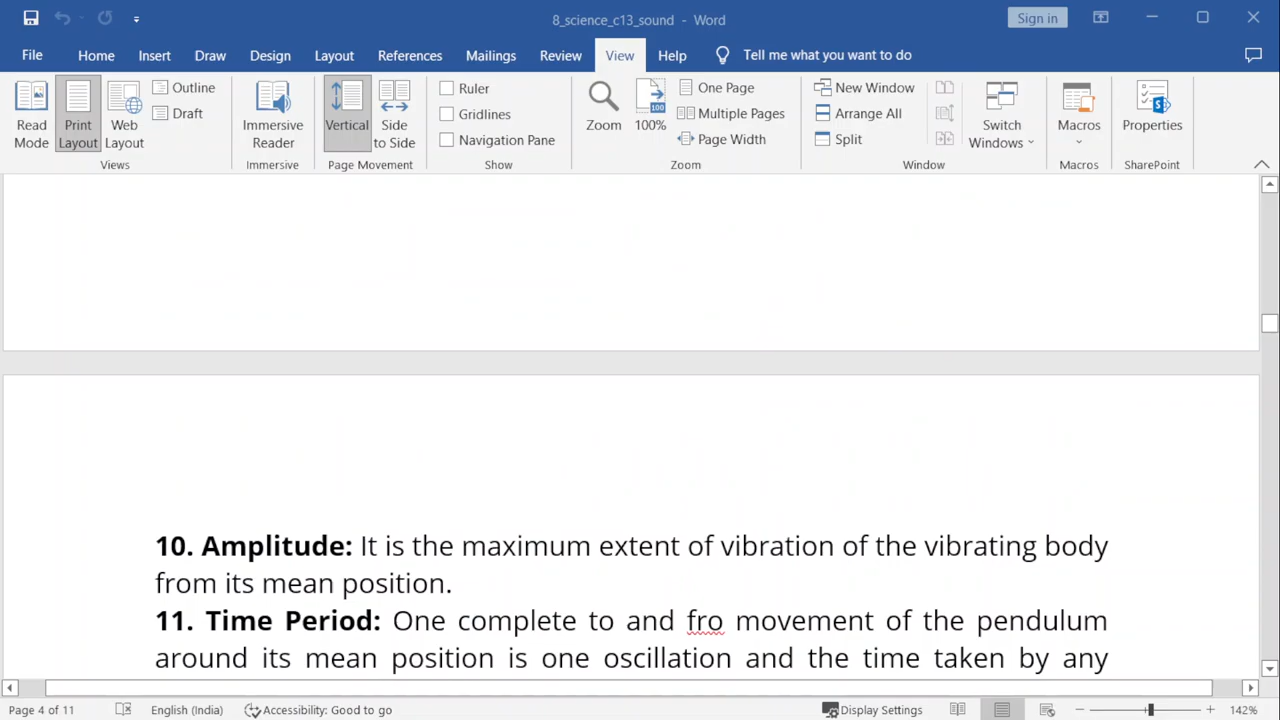 8_science_c13_sound - Word
Sign in
File Home Insert Draw Design Layout References Mailings Review View Help Tell me what you want to do
Read Mode
Print Layout
Web Layout
Outline
Draft
Views
Immersive Reader
Immersive
Vertical
Side to Side
Page Movement
Ruler
Gridlines
Navigation Pane
Show
Zoom
100
100%
One Page
Multiple Pages
Page Width
Zoom
New Window
Arrange All
Split
Switch Windows
Window
Macros
Macros
S
Properties
SharePoint
10. Amplitude: It is the maximum extent of vibration of the vibrating body
from its mean position.
11. Time Period: One complete to and fro movement of the pendulum
around its mean position is one oscillation and the time taken by any
Page 4 of 11 English (India) Accessibility: Good to go Display Settings 142%